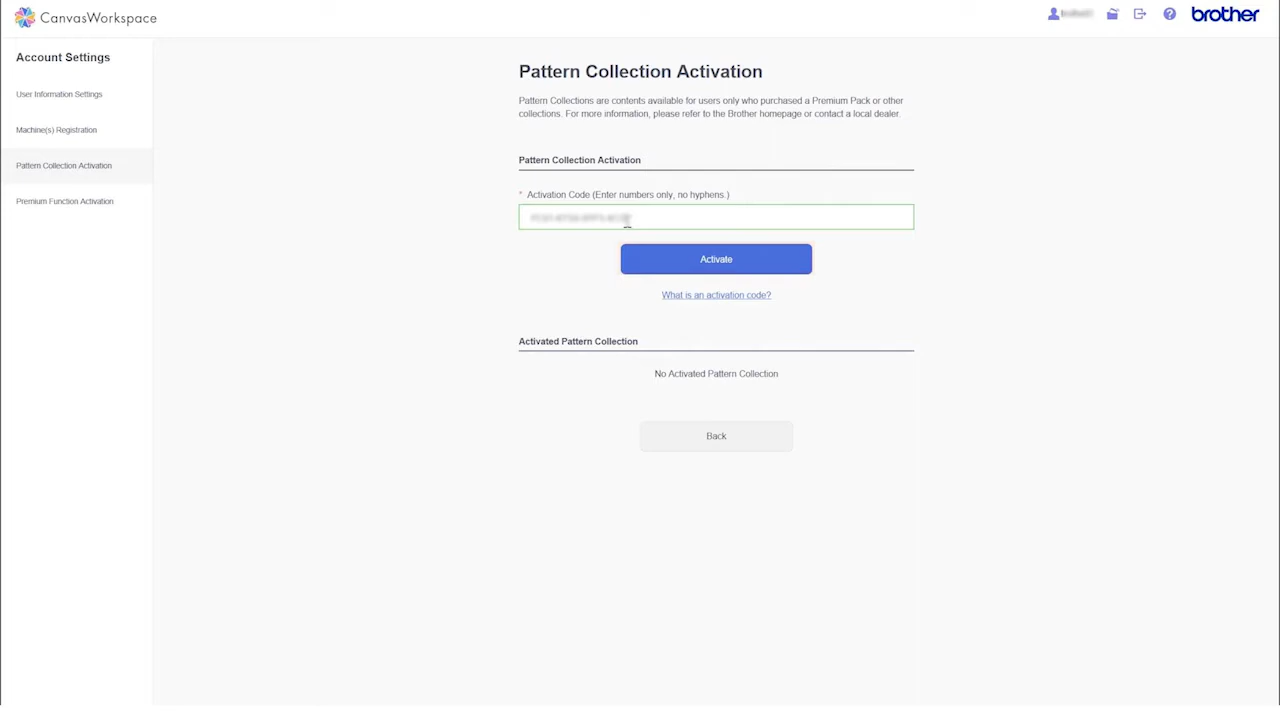 CanvasWorkspace
brother
Account Settings
User Information Settings
Machine(s) Registration
Pattern Collection Activation
Premium Function Activation
Pattern Collection Activation
Pattern Collections are contents available for users only who purchased a Premium Pack or other
collections. For more information, please refer to the Brother homepage or contact a local dealer.
Pattern Collection Activation
* Activation Code (Enter numbers only, no hyphens.)
Activate
What is an activation code?
Activated Pattern Collection
No Activated Pattern Collection
Back